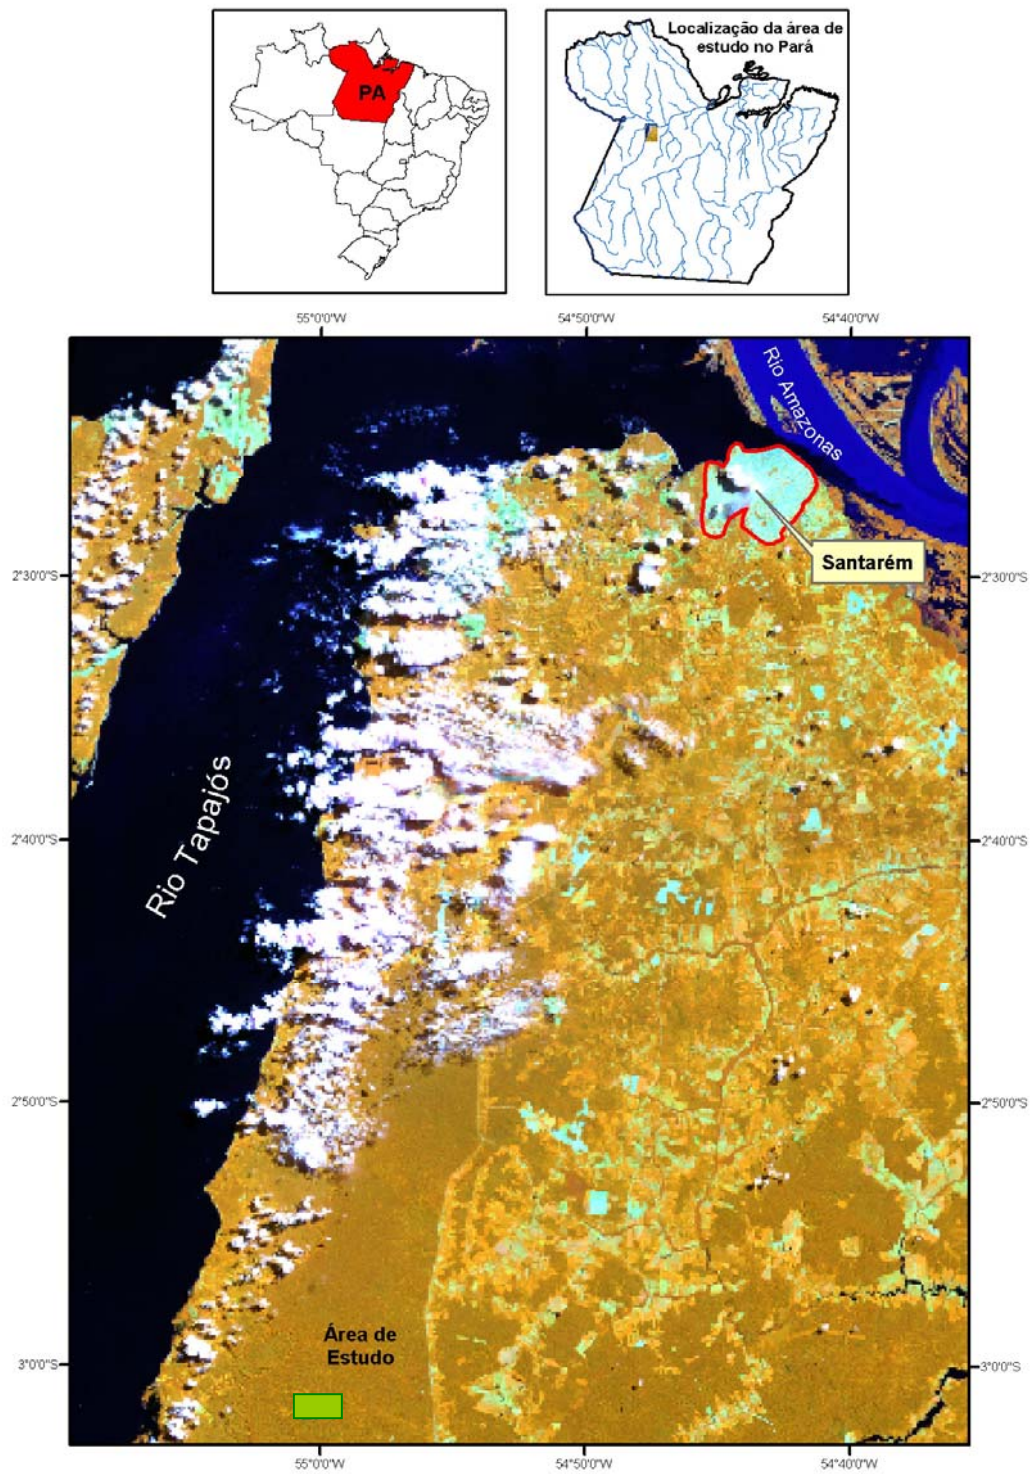 PA
Localização da área de
estudo no Pará
55°0'0"W
54°50'0"W
54°40'0"W
Rio Amazonas
Santarém
2°30'0"S
2°30'0"S
Rio Tapajós
2°40'0"S
2°40'0"S
2°50'0"S
2°50'0"S
Área de
Estudo
3°0'0"S
3°0'0"S
55°0'0"W
54°50'0"W
54°40'0"W